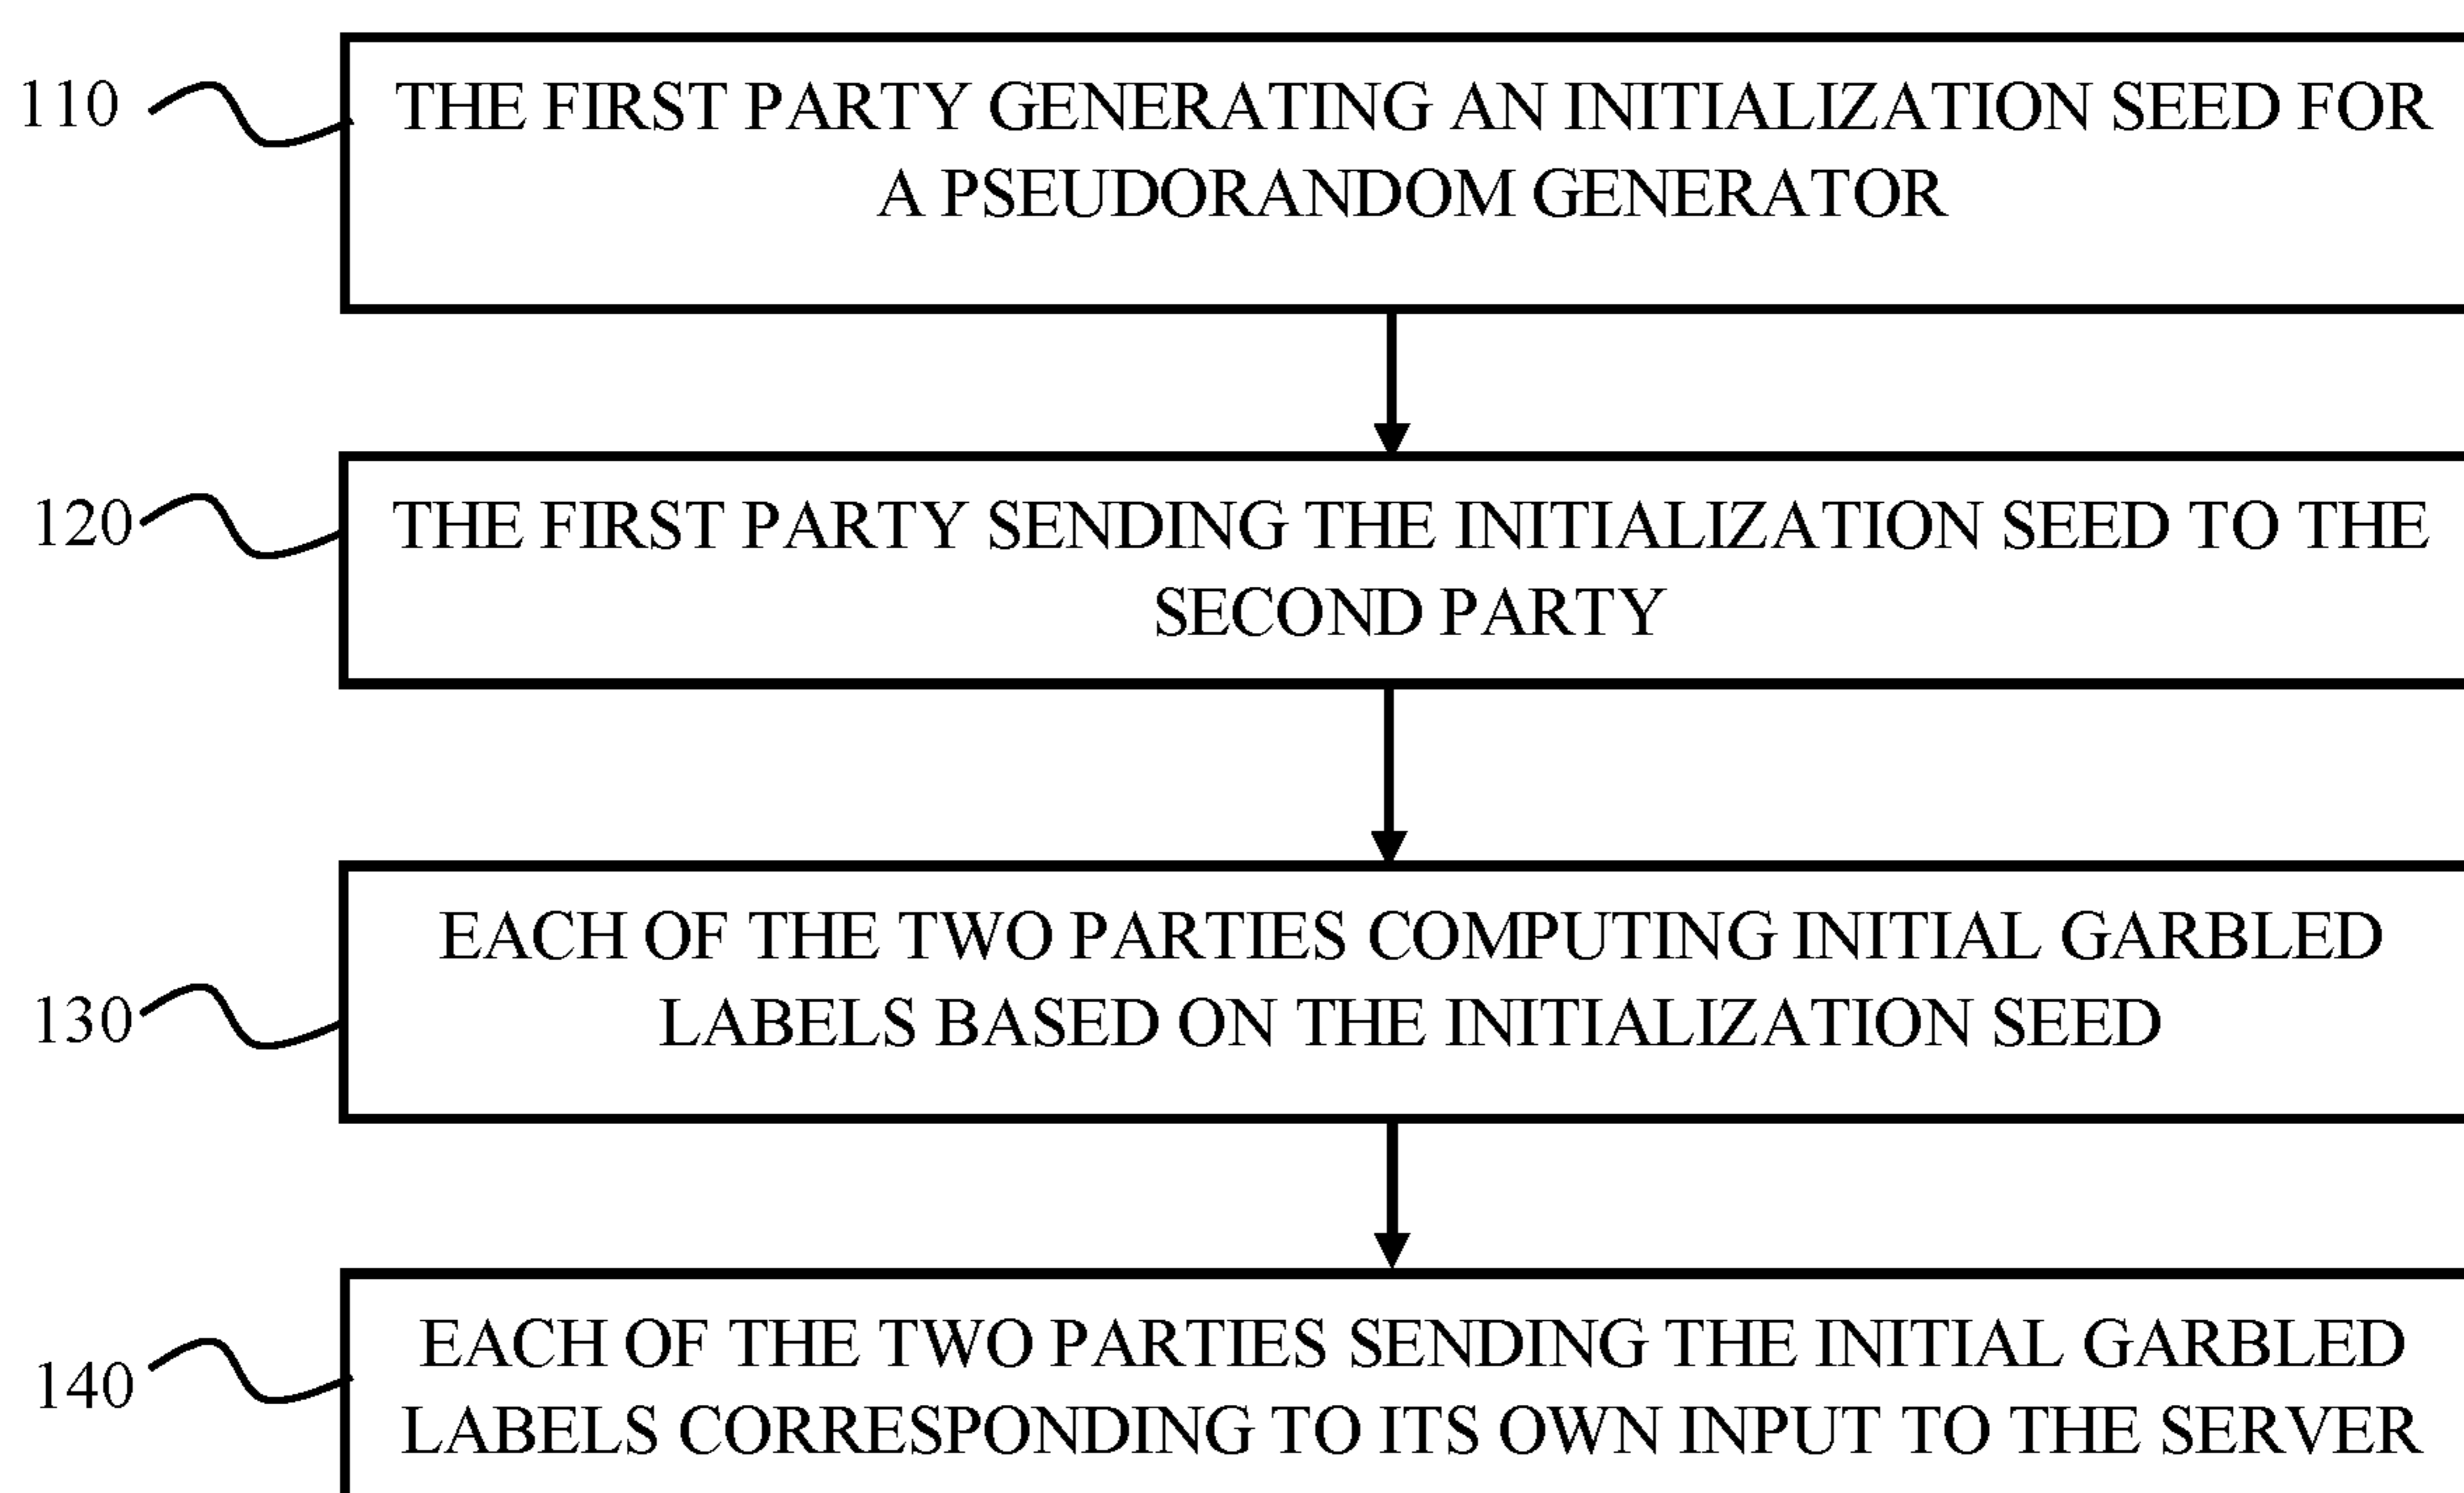 110
THE FIRST PARTY GENERATING AN INITIALIZATION SEED FOR
A PSEUDORANDOM GENERATOR
120
THE FIRST PARTY SENDING THE INITIALIZATION SEED TO THE
SECOND PARTY
130
EACH OF THE TWO PARTIES COMPUTING INITIAL GARBLED
LABELS BASED ON THE INITIALIZATION SEED
140
EACH OF THE TWO PARTIES SENDING THE INITIAL GARBLED
LABELS CORRESPONDING TO ITS OWN INPUT TO THE SERVER